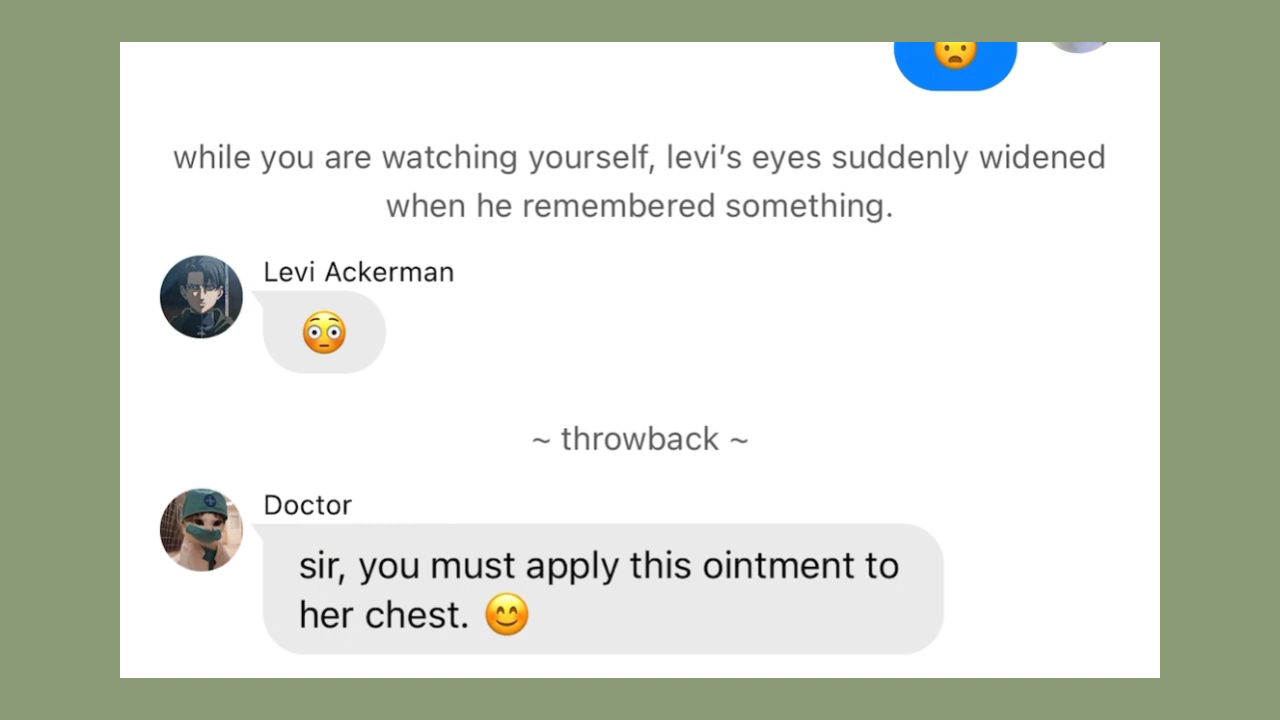 while you are watching yourself, levi’s eyes suddenly widened
when he remembered something.
Levi Ackerman
😳
~ throwback ~
Doctor
sir, you must apply this ointment to
her chest. 😊